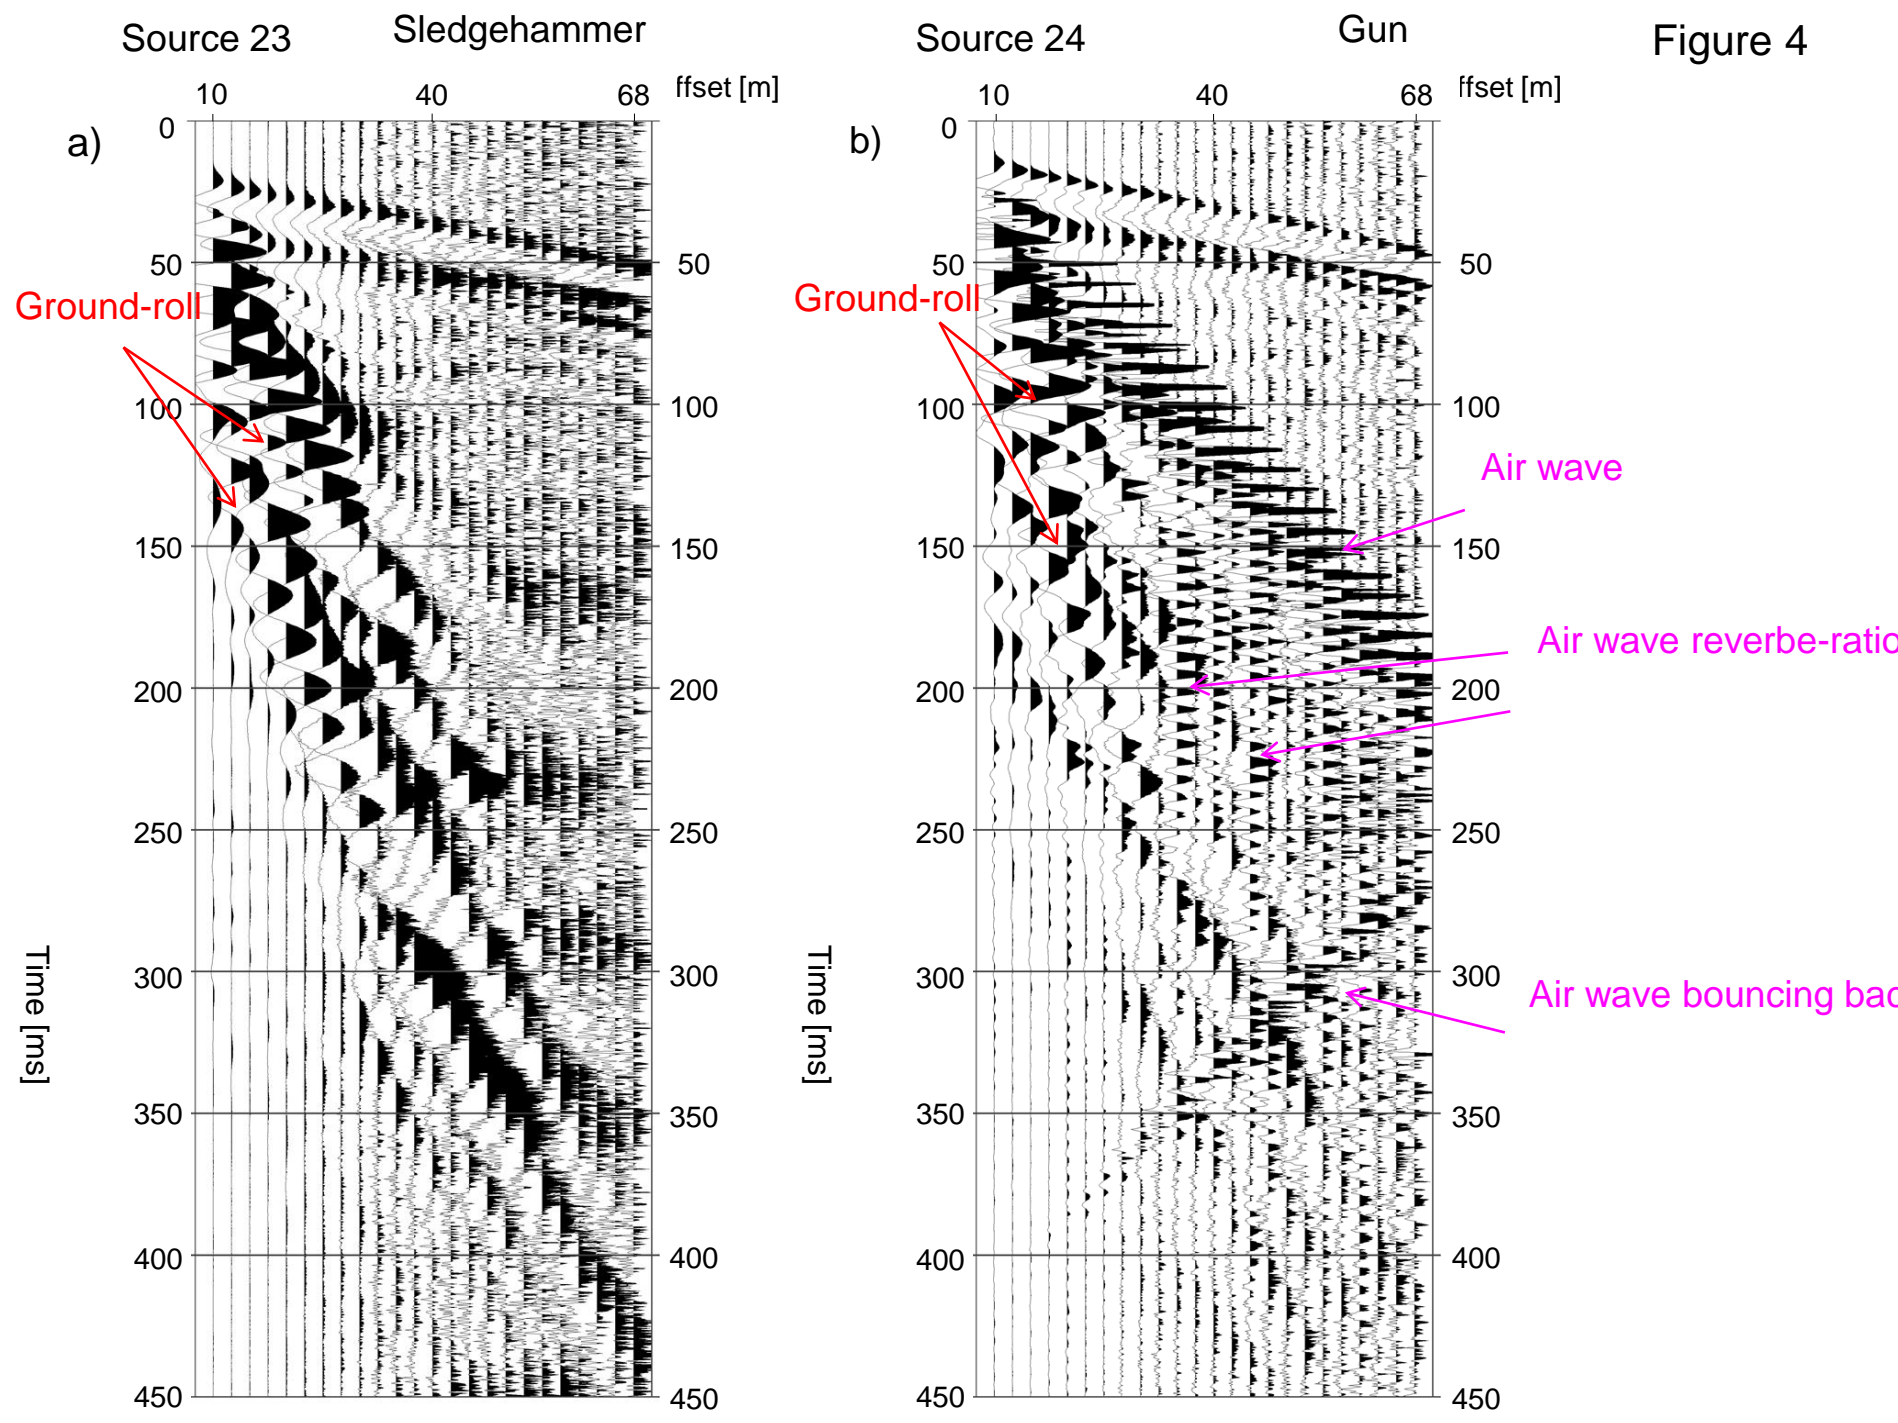 Source 23 Sledgehammer Source 24 Gun Figure 4
10 40 68 ffset [m] 10 40 68 ffset [m]
a) b)
0 0
50 50 50 50
Ground-roll Ground-roll
100 100 100 100
Air wave
150 150 150 150
Air wave reverbe-ratio
200 200 200 200
250 250 250 250
300 300 300 300
Air wave bouncing bac
Time [ms] Time [ms]
350 350 350 350
400 400 400 400
450 450 450 450